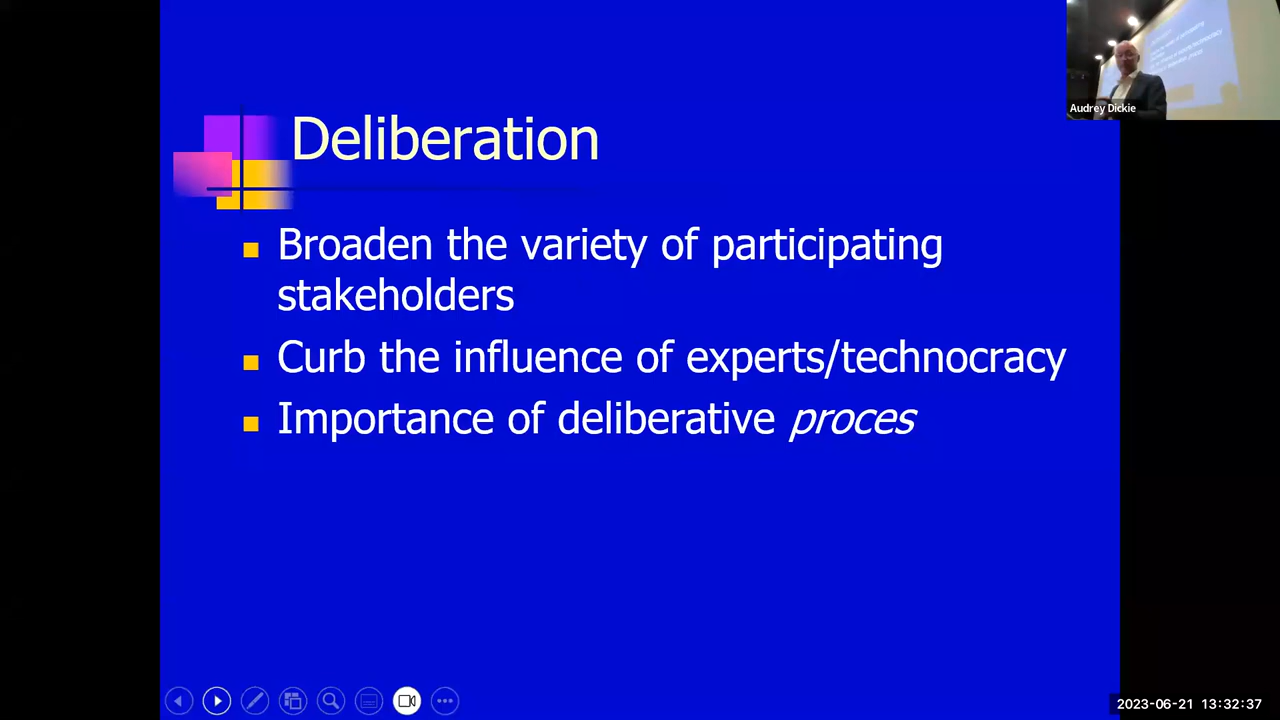 Deliberation
Broaden the variety of participating
stakeholders
Curb the influence of experts/technocracy
Importance of deliberative proces
Audrey Dickie
2023-06-21 13:32:37